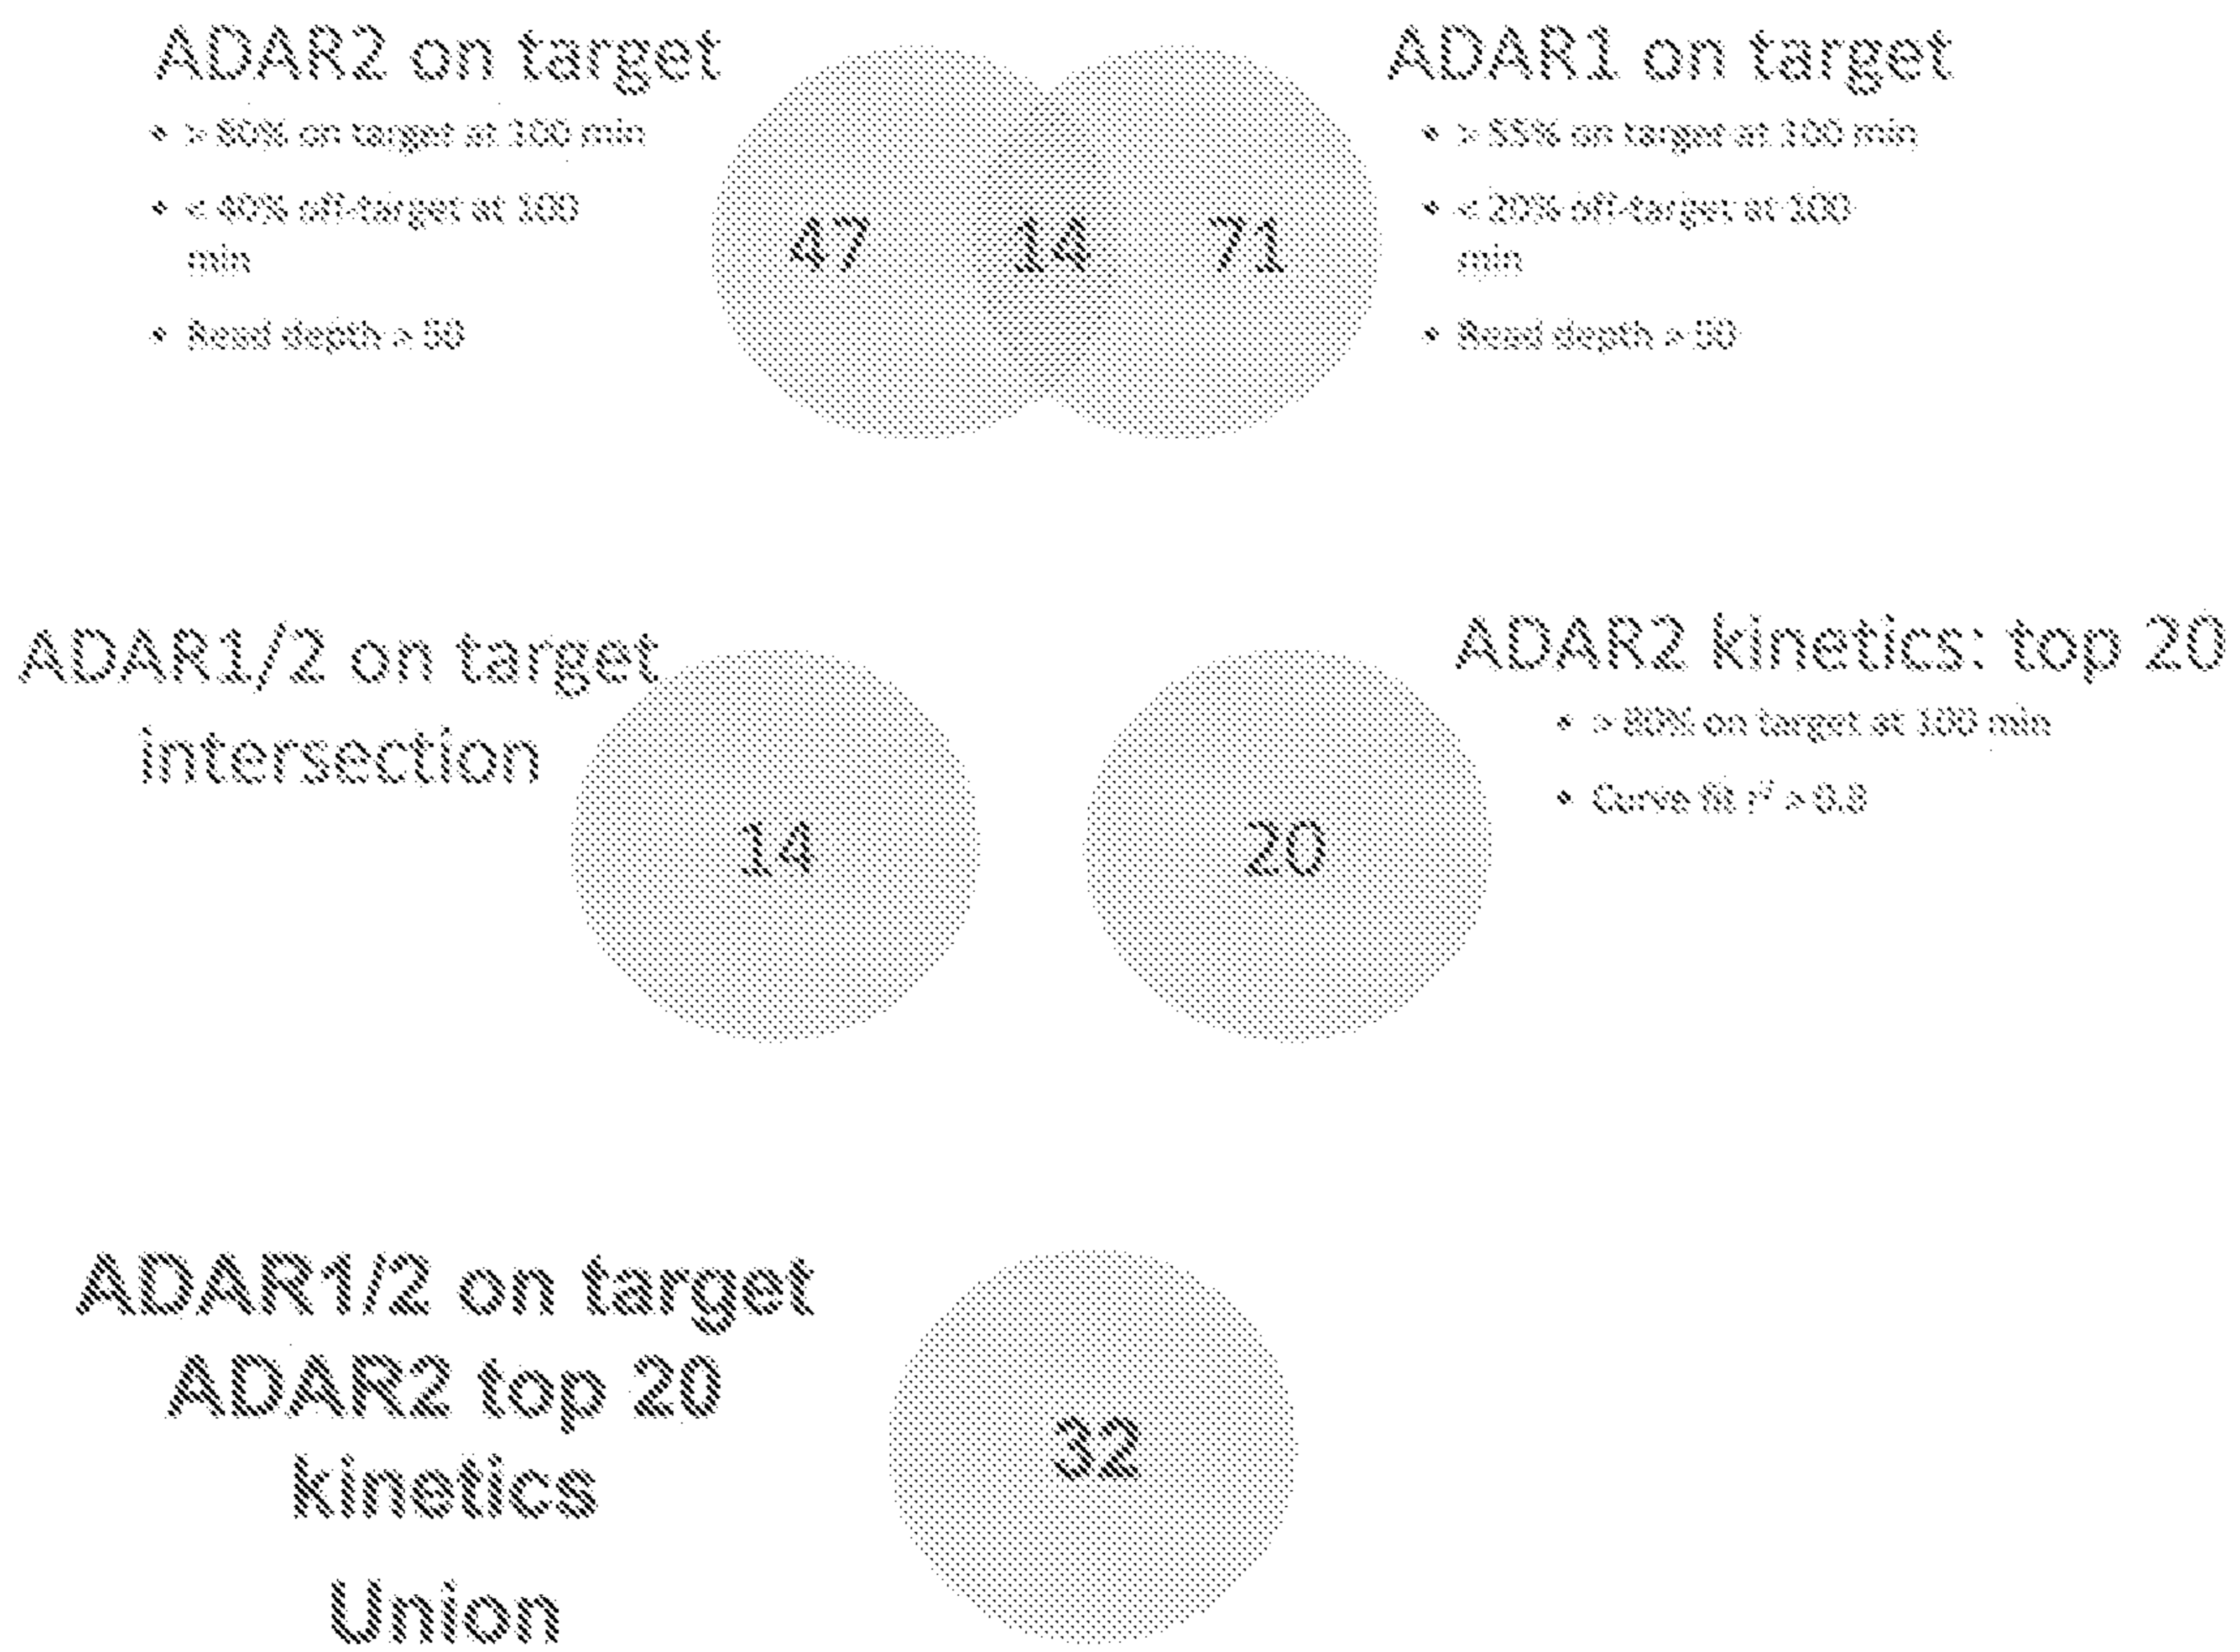 ADAR2 on target
• > 80% on target at 100 min
• < 40% off-target at 100
min
• Read depth > 50
47
14
71
ADAR1 on target
• > 55% on target at 100 min
• < 20% off-target at 100
min
• Read depth > 50
ADAR1/2 on target
intersection
14
20
ADAR2 kinetics: top 20
• > 80% on target at 100 min
• Curve fit r² >
ADAR1/2 on target
ADAR2 top 20
kinetics
Union
32